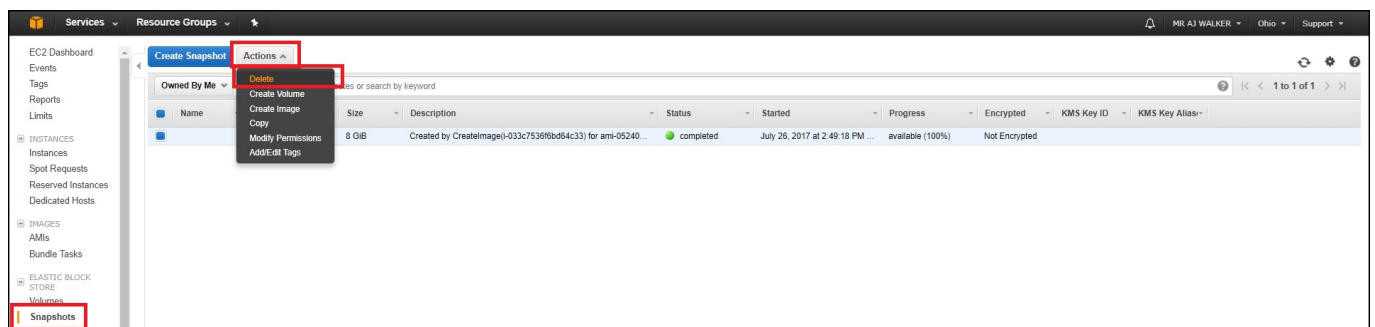 Services Resource Groups MR AJ WALKER Ohio Support
EC2 Dashboard
Events
Tags
Reports
Limits
INSTANCES
Instances
Spot Requests
Reserved Instances
Dedicated Hosts
IMAGES
AMIs
Bundle Tasks
ELASTIC BLOCK
STORE
Volumes
Snapshots
Create Snapshot Actions
Delete
Create Volume
Create Image
Copy
Modify Permissions
Add/Edit Tags
Owned By Me or search by keyword 1 to 1 of 1
Name Size Description Status Started Progress Encrypted KMS Key ID KMS Key Alias
8 GiB Created by CreateImage(i-033c7536f6bd64c33) for ami-05240... completed July 26, 2017 at 2:49:18 PM ... available (100%) Not Encrypted